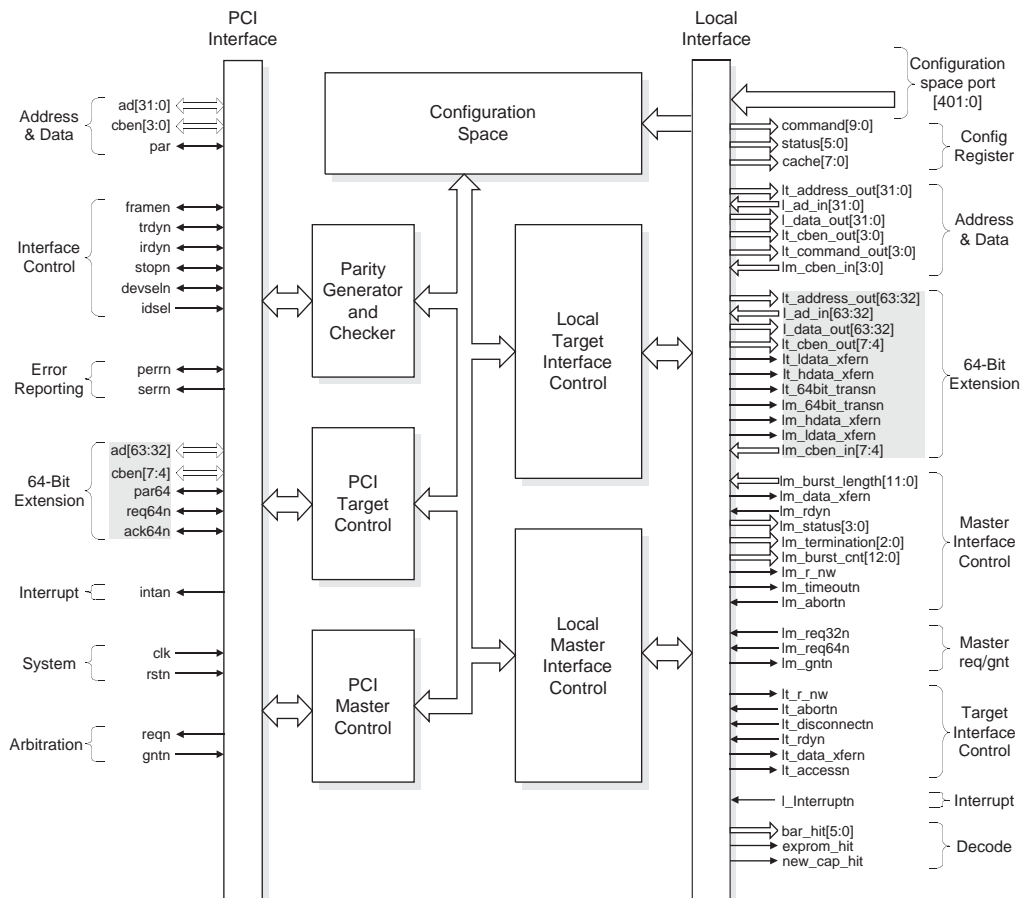 PCI
Interface
Local
Interface
Address
& Data
ad[31:0]
cben[3:0]
par
Interface
Control
framen
trdyn
irdyn
stopn
devseln
idsel
Error
Reporting
perrn
serrn
64-Bit
Extension
ad[63:32]
cben[7:4]
par64
req64n
ack64n
Interrupt
intan
System
clk
rstn
Arbitration
reqn
gntn
Configuration
Space
Parity
Generator
and
Checker
PCI
Target
Control
PCI
Master
Control
Local
Target
Interface
Control
Local
Master
Interface
Control
Configuration
space port
[401:0]
command[9:0]
status[5:0]
cache[7:0]
Config
Register
lt_address_out[31:0]
l_ad_in[31:0]
l_data_out[31:0]
lt_cben_out[3:0]
lt_command_out[3:0]
lm_cben_in[3:0]
Address
& Data
lt_address_out[63:32]
l_ad_in[63:32]
l_data_out[63:32]
lt_cben_out[7:4]
lt_ldata_xfern
lt_hdata_xfern
lt_64bit_transn
lm_64bit_transn
lm_hdata_xfern
lm_ldata_xfern
lm_cben_in[7:4]
64-Bit
Extension
lm_burst_length[11:0]
lm_data_xfern
lm_rdyn
lm_status[3:0]
lm_termination[2:0]
lm_burst_cnt[12:0]
lm_r_nw
lm_timeoutn
lm_abortn
Master
Interface
Control
lm_req32n
lm_req64n
lm_gntn
Master
req/gnt
lt_r_nw
lt_abortn
lt_disconnectn
lt_rdyn
lt_data_xfern
lt_accessn
Target
Interface
Control
l_Interruptn
Interrupt
bar_hit[5:0]
exprom_hit
new_cap_hit
Decode